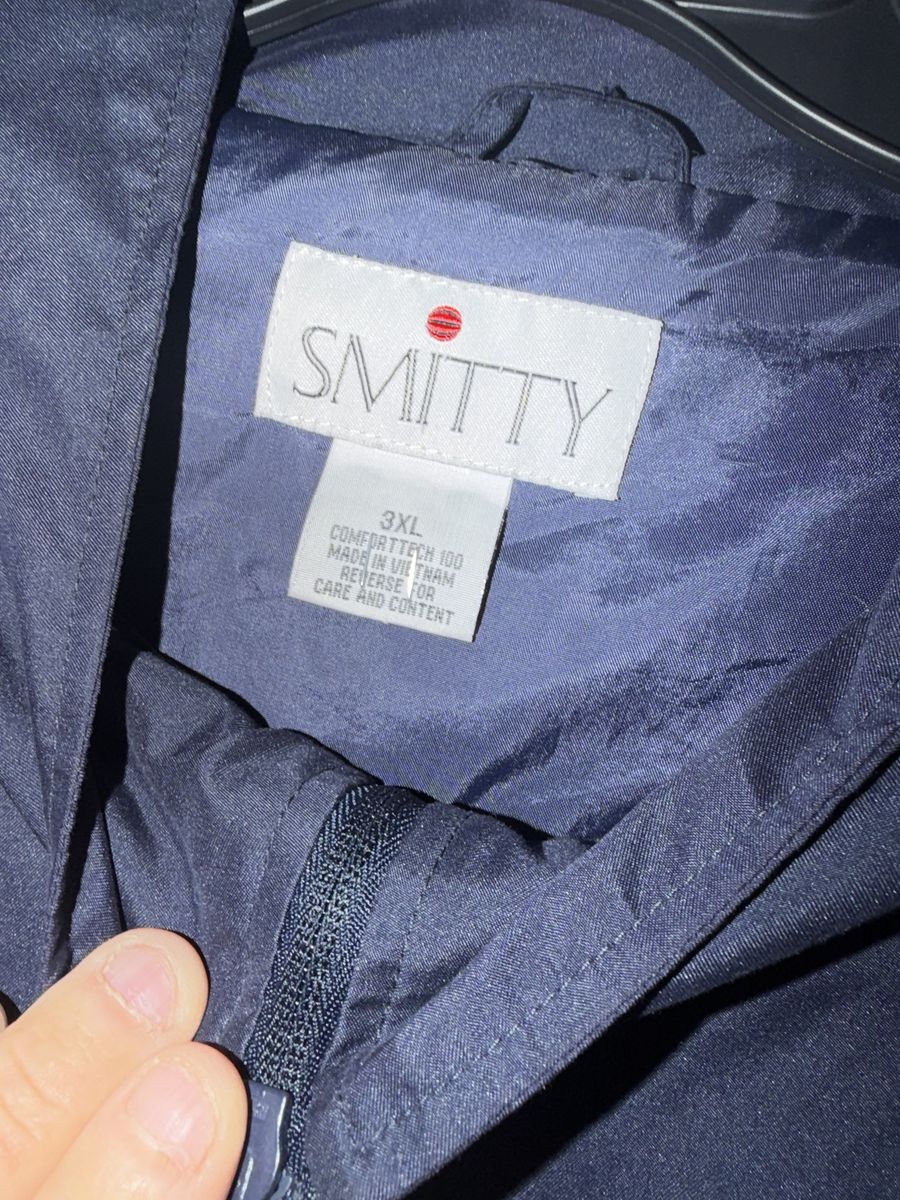 SMITTY
3XL
COMFORTTECH 100
MADE IN VIETNAM
REVERSE FOR
CARE AND CONTENT